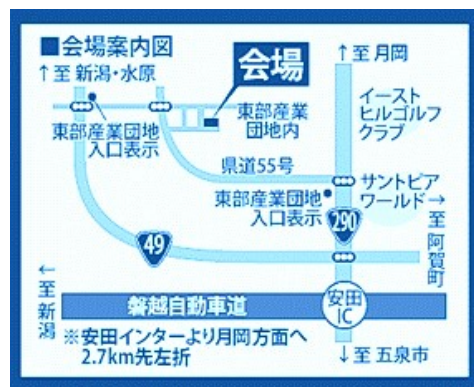 ■会場案内図
↑至 新潟・水原
会場
↑至 月岡
東部産業団地
入口表示
東部産業
団地内
イースト
ヒルゴルフ
クラブ
県道55号
東部産業団地
入口表示
サントピア
ワールド
290
49
→至 阿賀町
←至 新潟
磐越自動車道
安田
IC
※安田インターより月岡方面へ
2.7km先左折
↓至 五泉市